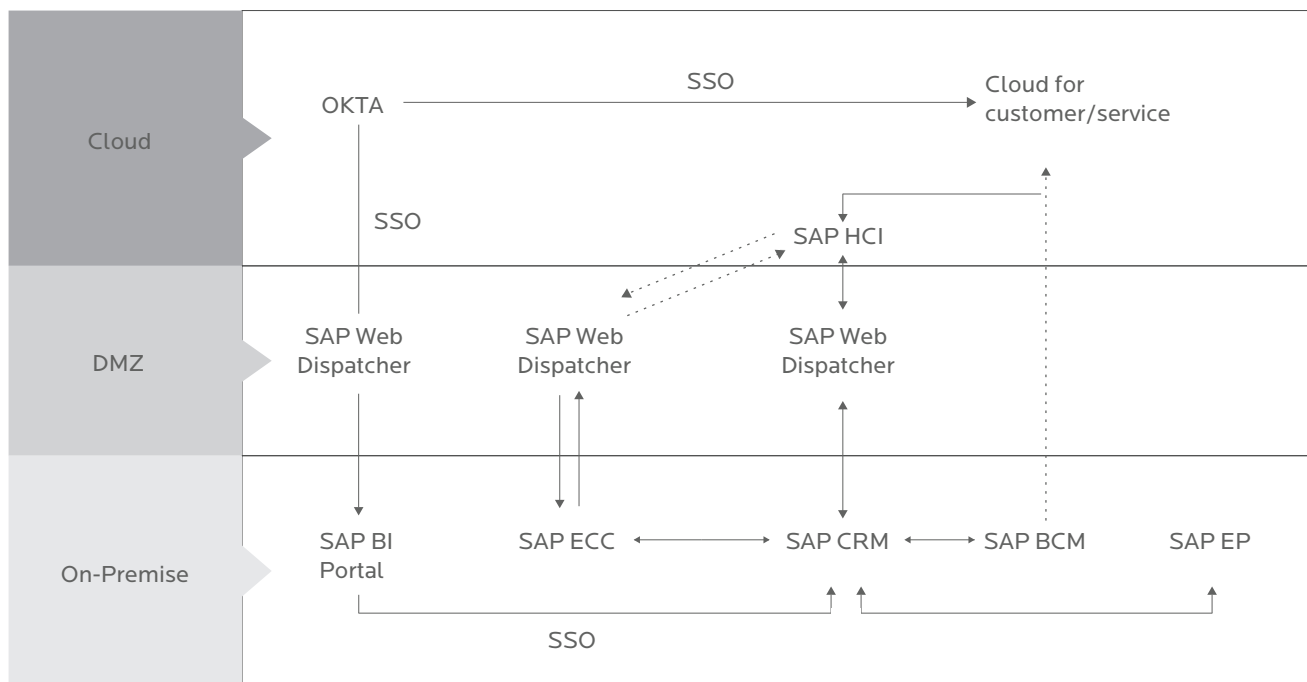 SSO
OKTA
Cloud for
customer/service
Cloud
SSO
SAP HCI
SAP Web
Dispatcher
SAP Web
Dispatcher
SAP Web
Dispatcher
DMZ
SAP BI
Portal
SAP ECC
SAP CRM
SAP BCM
SAP EP
On-Premise
SSO